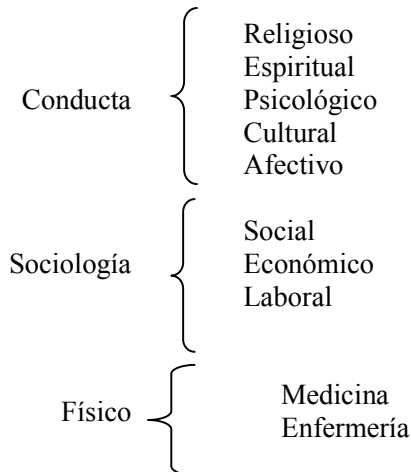 Religioso
Espiritual
Conducta
Psicológico
Cultural
Afectivo
Social
Sociología
Económico
Laboral
Medicina
Físico
Enfermería